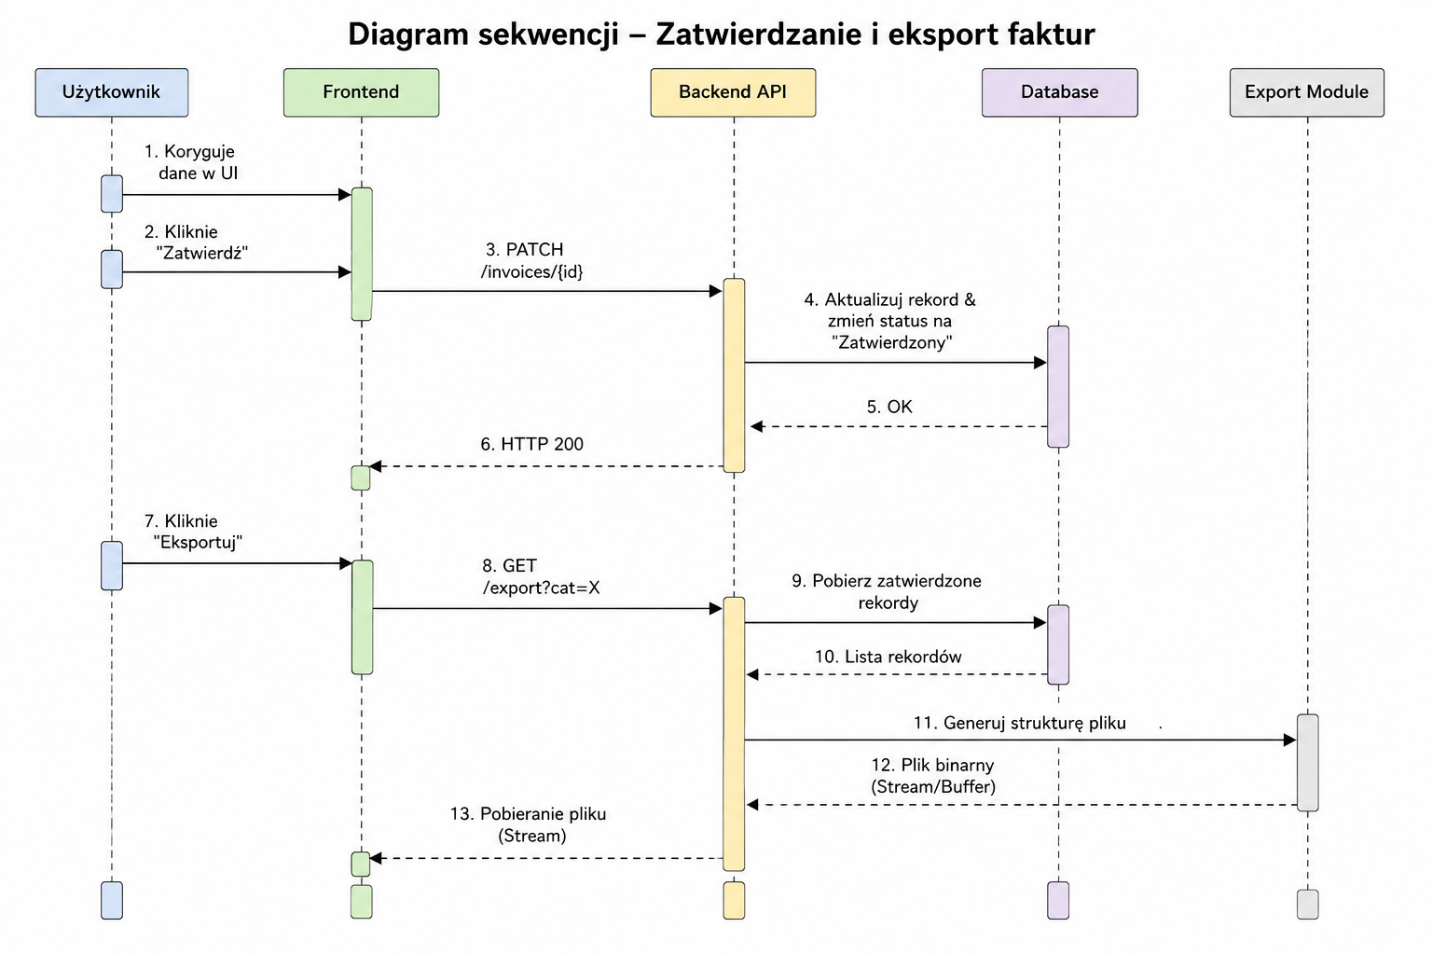 Diagram sekwencji – Zatwierdzanie i eksport faktur
Użytkownik
Frontend
Backend API
Database
Export Module
1. Koryguje
dane w UI
2. Kliknie
"Zatwierdź"
3. PATCH
/invoices/{id}
4. Aktualizuj rekord &
zmień status na
"Zatwierdzony"
5. OK
6. HTTP 200
7. Kliknie
"Eksportuj"
8. GET
/export?cat=X
9. Pobierz zatwierdzone
rekordy
10. Lista rekordów
11. Generuj strukturę pliku
12. Plik binarny
(Stream/Buffer)
13. Pobieranie pliku
(Stream)